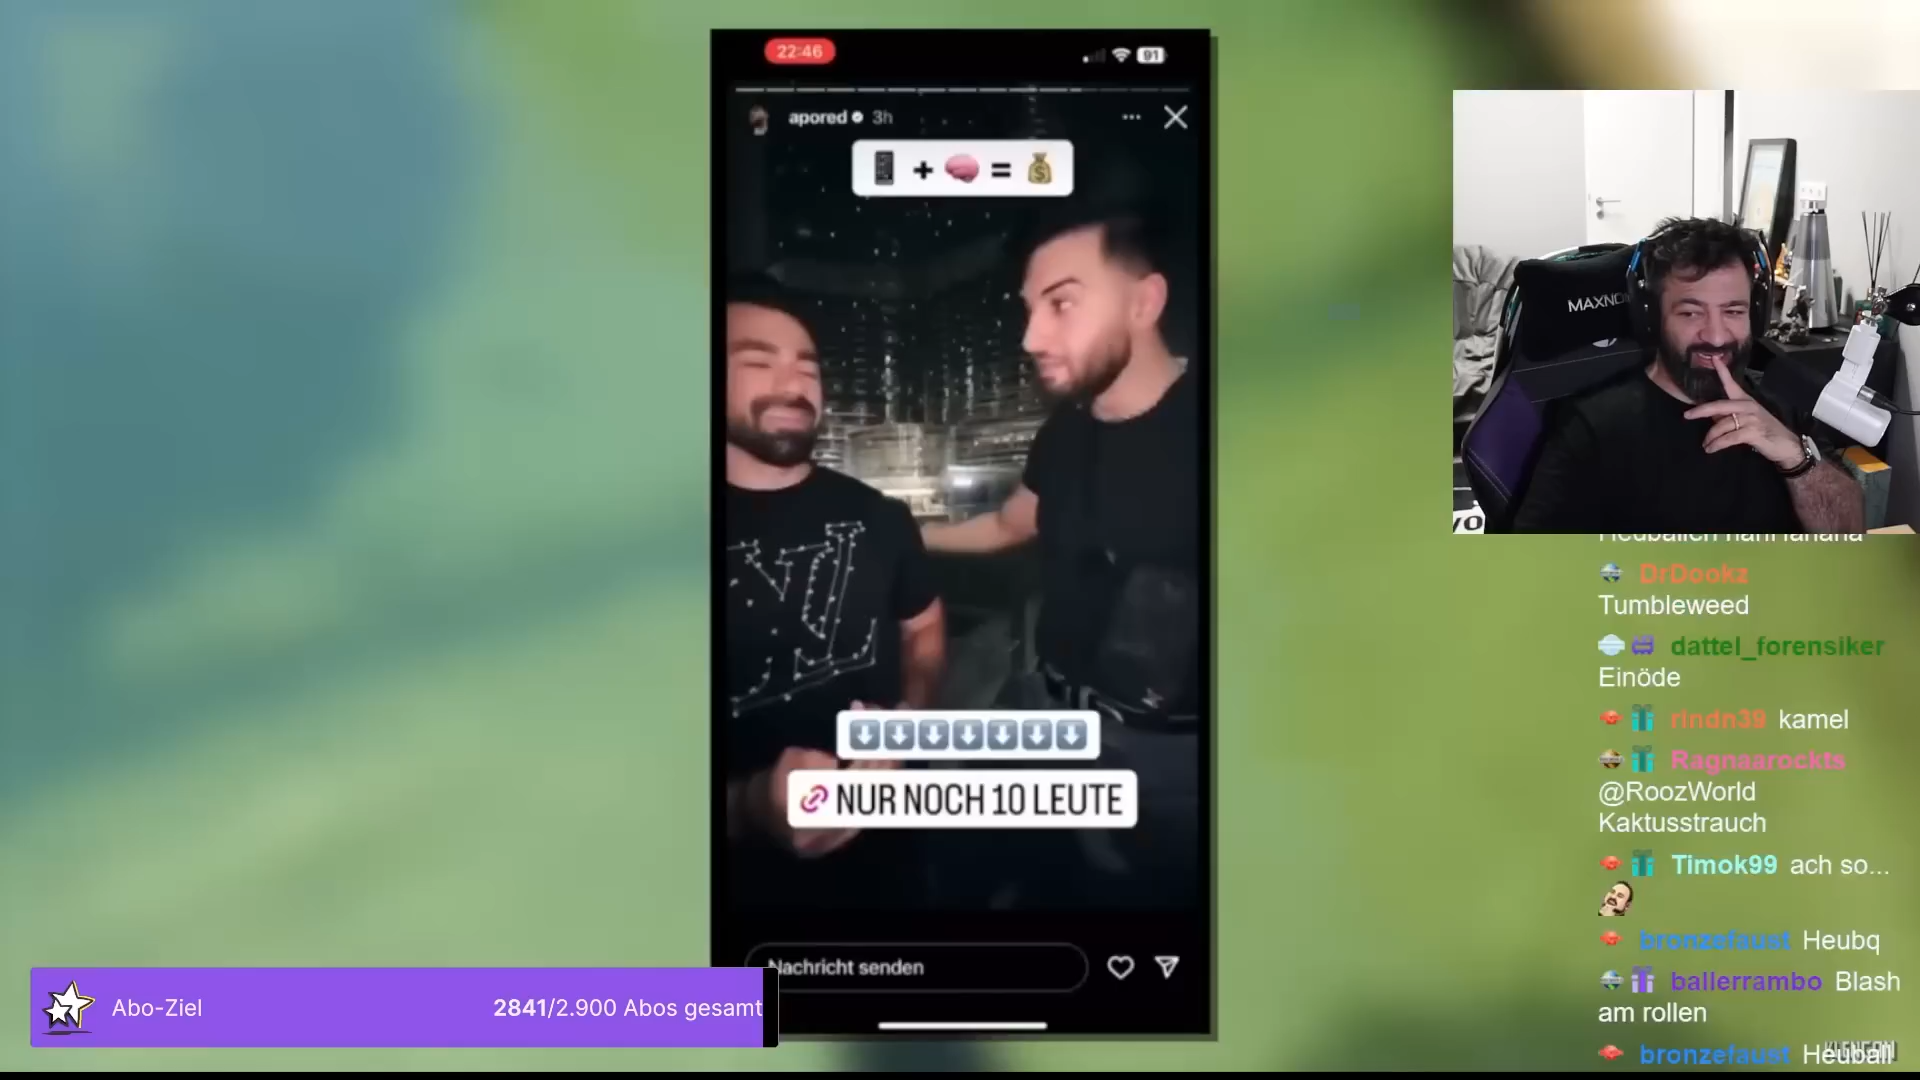 22:46
91
apored 3h
+ =
NUR NOCH 10 LEUTE
Nachricht senden
Abo-Ziel
2841/2.900 Abos gesamt
MAXNO
DrDookz
Tumbleweed
dattel_forensiker
Einöde
rindn39 kamel
Ragnaarockts
@RoozWorld
Kaktusstrauch
Timok99 ach so...
bronzefaust Heubq
ballerrambo Blash
am rollen
bronzefaust Heuball